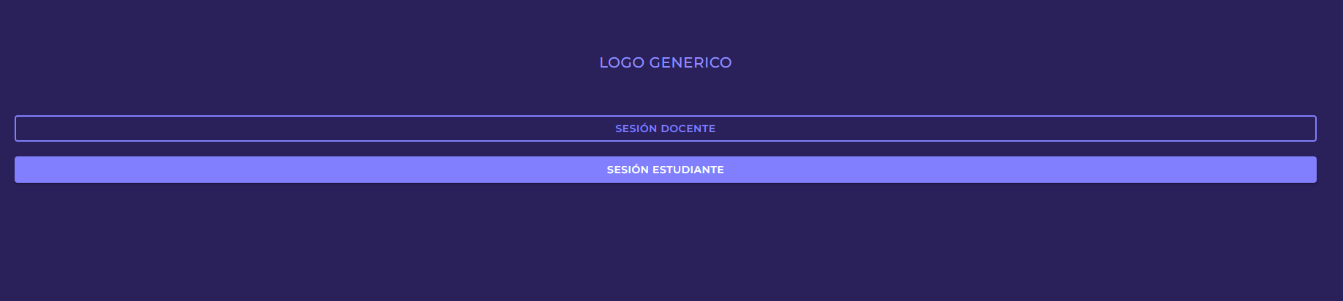 LOGO GENERICO
SESIÓN DOCENTE
SESIÓN ESTUDIANTE